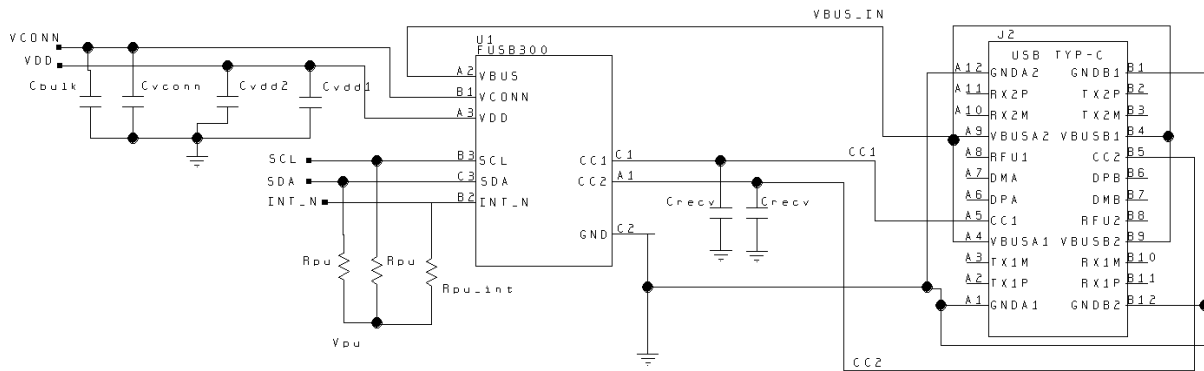 VBUS_IN
U1
FUSB300
J2
USB TYP-C
VCONN
VDD
Cbulk
Cvconn
Cvdd2
Cvdd1
A2 VBUS
B1 VCONN
A3 VDD
SCL B3 SCL
SDA C3 SDA
INT_N B2 INT_N
CC1 C1 CC1
CC2 A1
GND C2
Crecv Crecv
Rpu Rpu
Rpu_int
Vpu
A12 GNDA2 GNDB1 B1
A11 RX2P TX2P B2
A10 RX2M TX2M B3
A9 VBUSA2 VBUSB1 B4
A8 RFU1 CC2 B5
A7 DMA DPB B6
A6 DPA DMB B7
A5 CC1 RFU2 B8
A4 VBUSA1 VBUSB2 B9
A3 TX1M RX1M B10
A2 TX1P RX1P B11
A1 GNDA1 GNDB2 B12
CC2